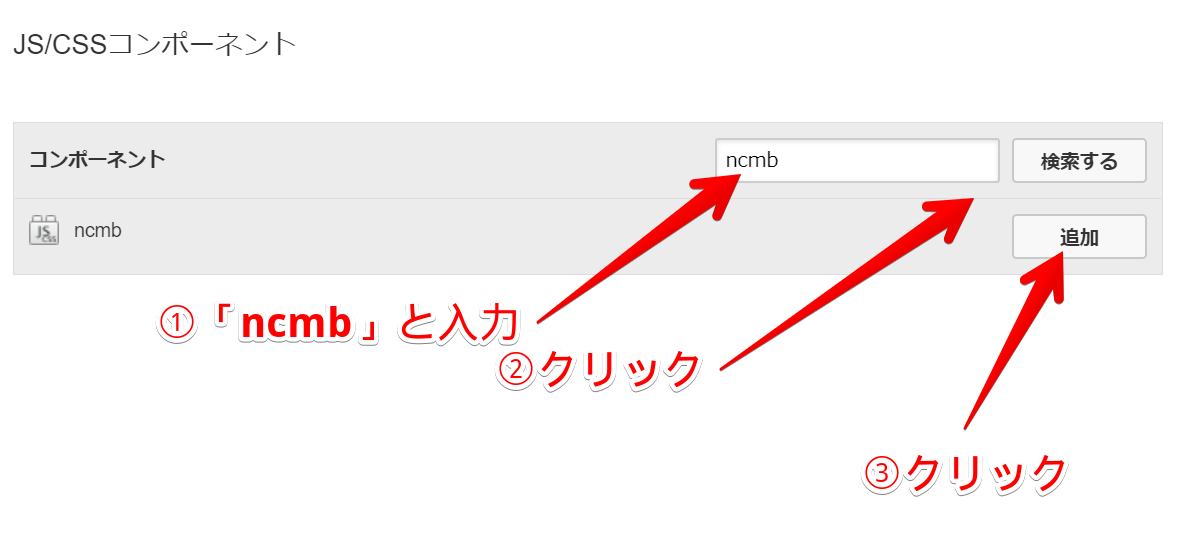 JS/CSSコンポーネント
コンポーネント
ncmb
検索する
JS CSS
ncmb
追加
①「ncmb」と入力
②クリック
③クリック